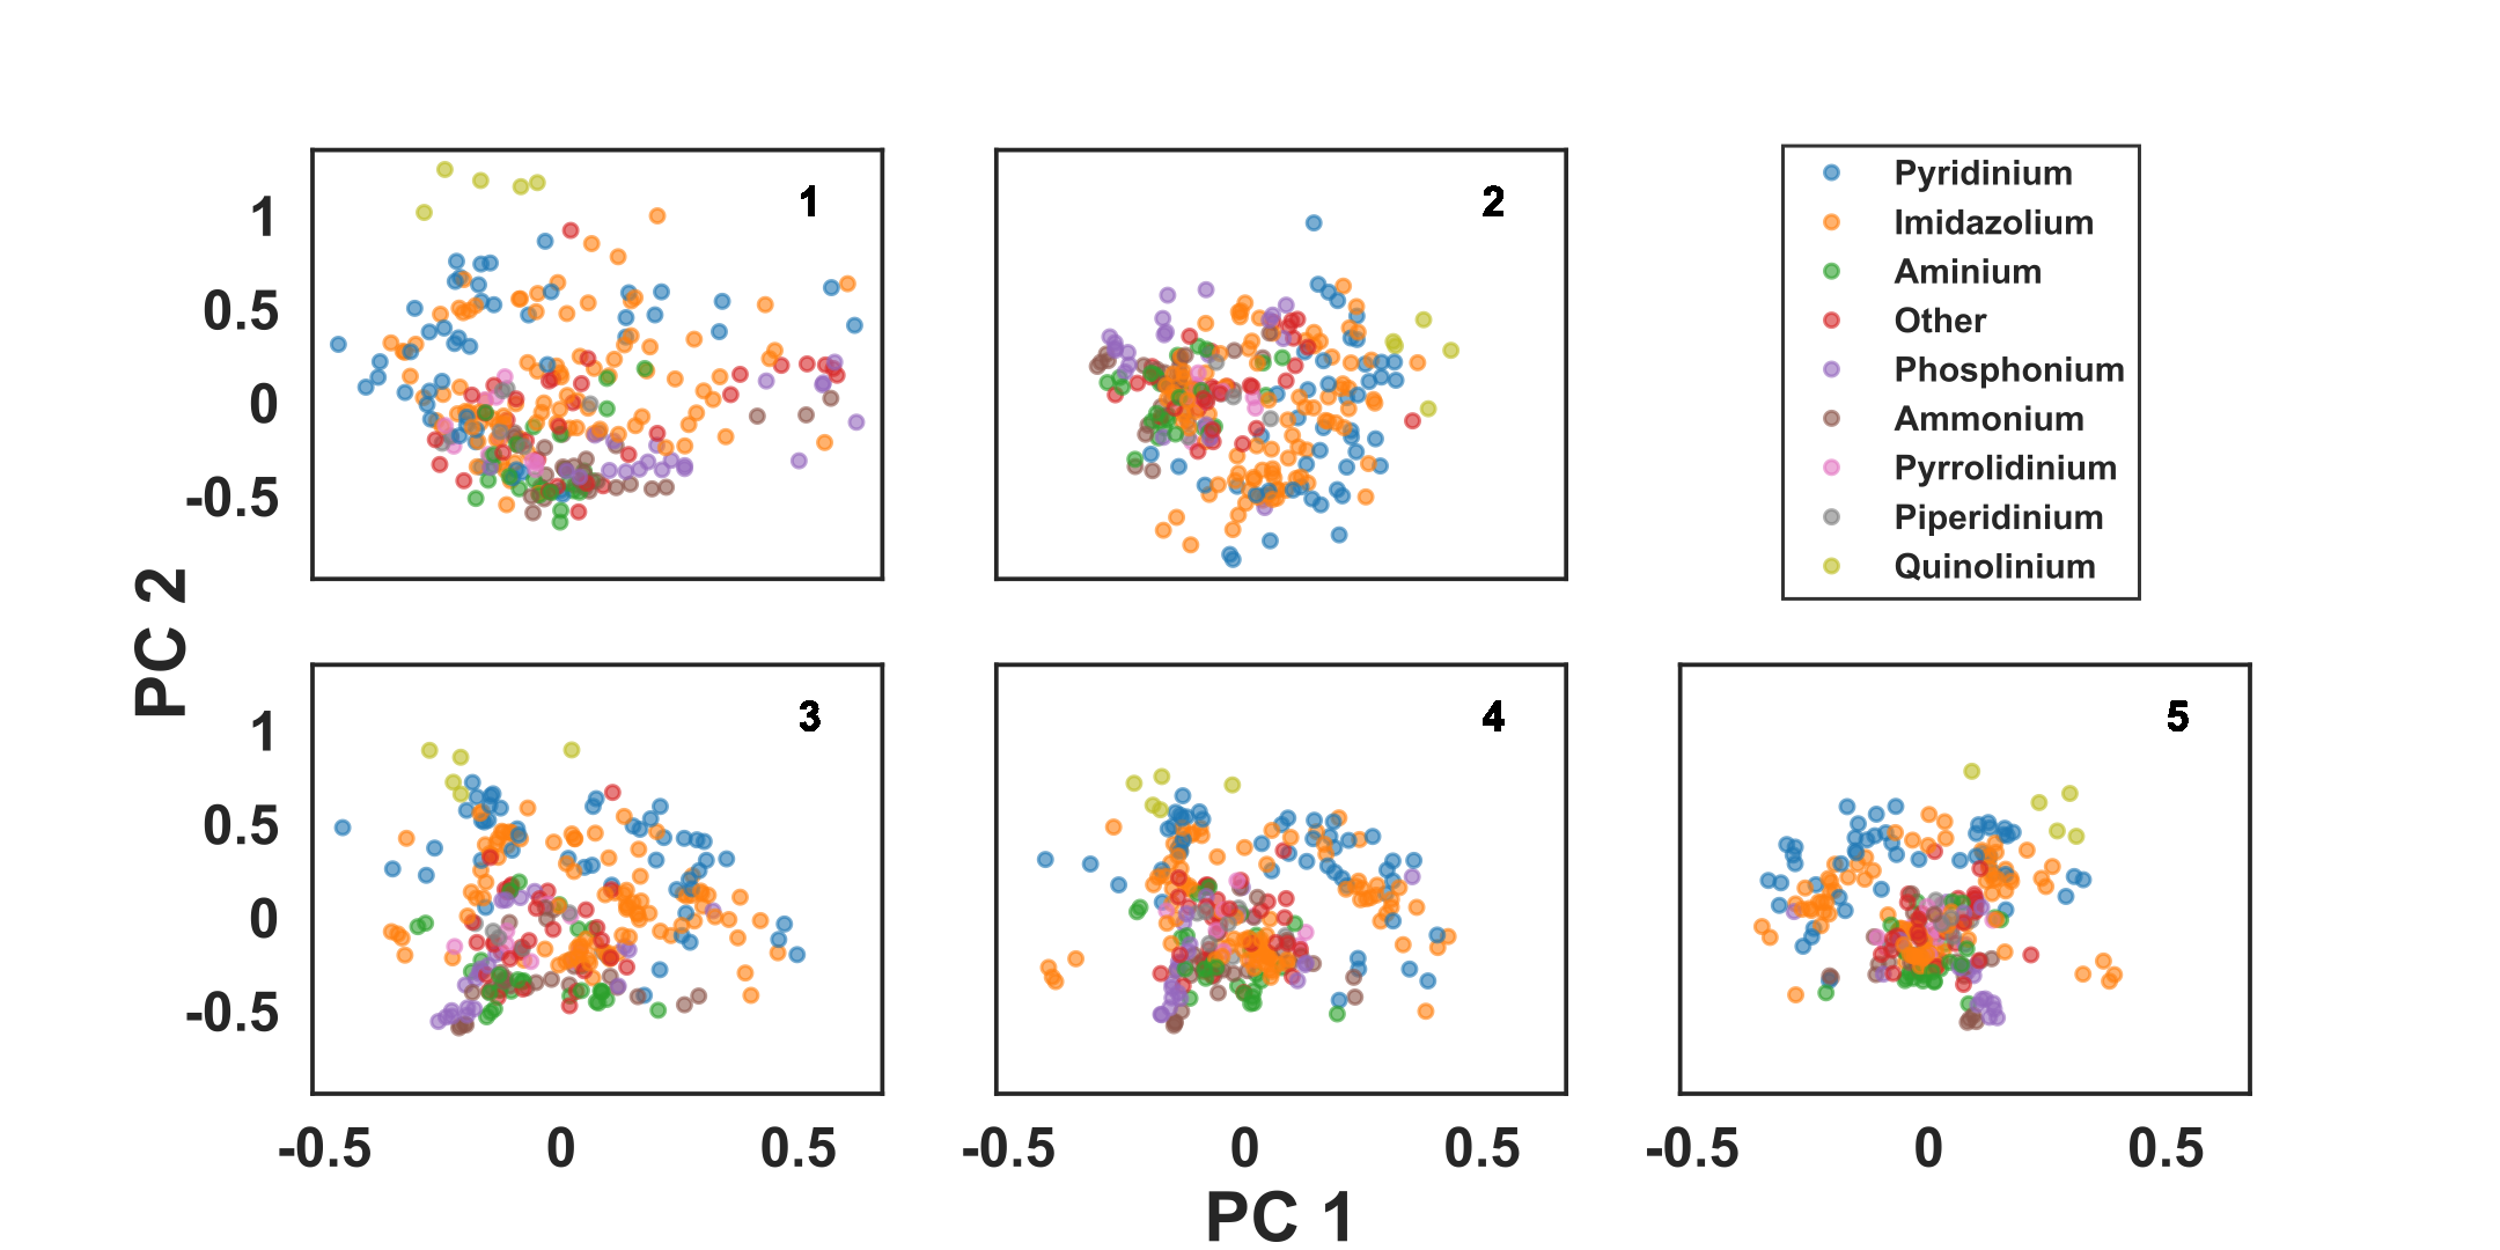 1
2
3
4
5
Pyridinium
Imidazolium
Aminium
Other
Phosphonium
Ammonium
Pyrrolidinium
Piperidinium
Quinolinium
1
0.5
0
-0.5
1
0.5
0
-0.5
PC 2
-0.5 0 0.5
-0.5 0 0.5
-0.5 0 0.5
PC 1